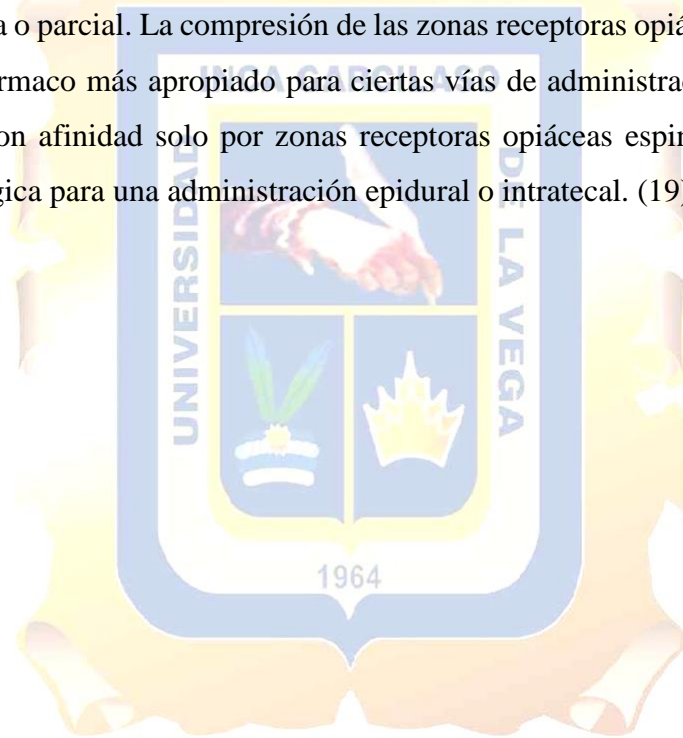 a o parcial. La compresión de las zonas receptoras opiá
rmaco más apropiado para ciertas vías de administrac
on afinidad solo por zonas receptoras opiáceas espin
gica para una administración epidural o intratecal. (19)
INCA GARCILASO
UNIVERSIDAD
DE LA VEGA
1964